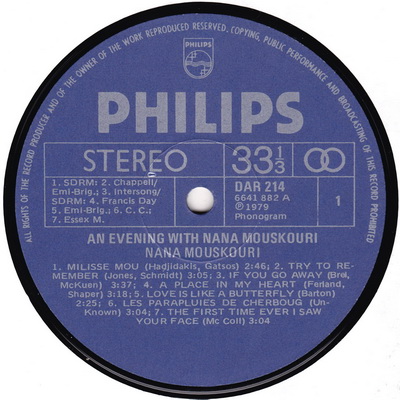 ALL RIGHTS OF THE RECORD PRODUCER AND OF THE OWNER OF THE WORK REPRODUCED RESERVED. COPYING, PUBLIC PERFORMANCE AND BROADCASTING OF THIS RECORD PROHIBITED
PHILIPS
PHILIPS
STEREO
33 1/3
1.SDRM: 2. Chappell/
Emi-Brig.; 3. Intersong/
SDRM: 4. Francis Day
5. Emi-Brig.; 6. C. C.;
7. Essex M.
DAR 214
6641 882 A
℗ 1979
Phonogram
1
AN EVENING WITH NANA MOUSKOURI
NANA MOUSKOURI
1. MILISSE MOU (Hadjidakis, Gatsos) 2:46; 2. TRY TO RE-
MEMBER (Jones, Schmidt) 3:05; 3. IF YOU GO AWAY (Brel,
McKuen) 3:37; 4. A PLACE IN MY HEART (Ferland,
Shaper) 3:18; 5. LOVE IS LIKE A BUTTERFLY (Barton)
2:25; 6. LES PARAPLUIES DE CHERBOUG (Un-
Known) 3:04; 7. THE FIRST TIME EVER I SAW
YOUR FACE (Mc Coll) 3:04